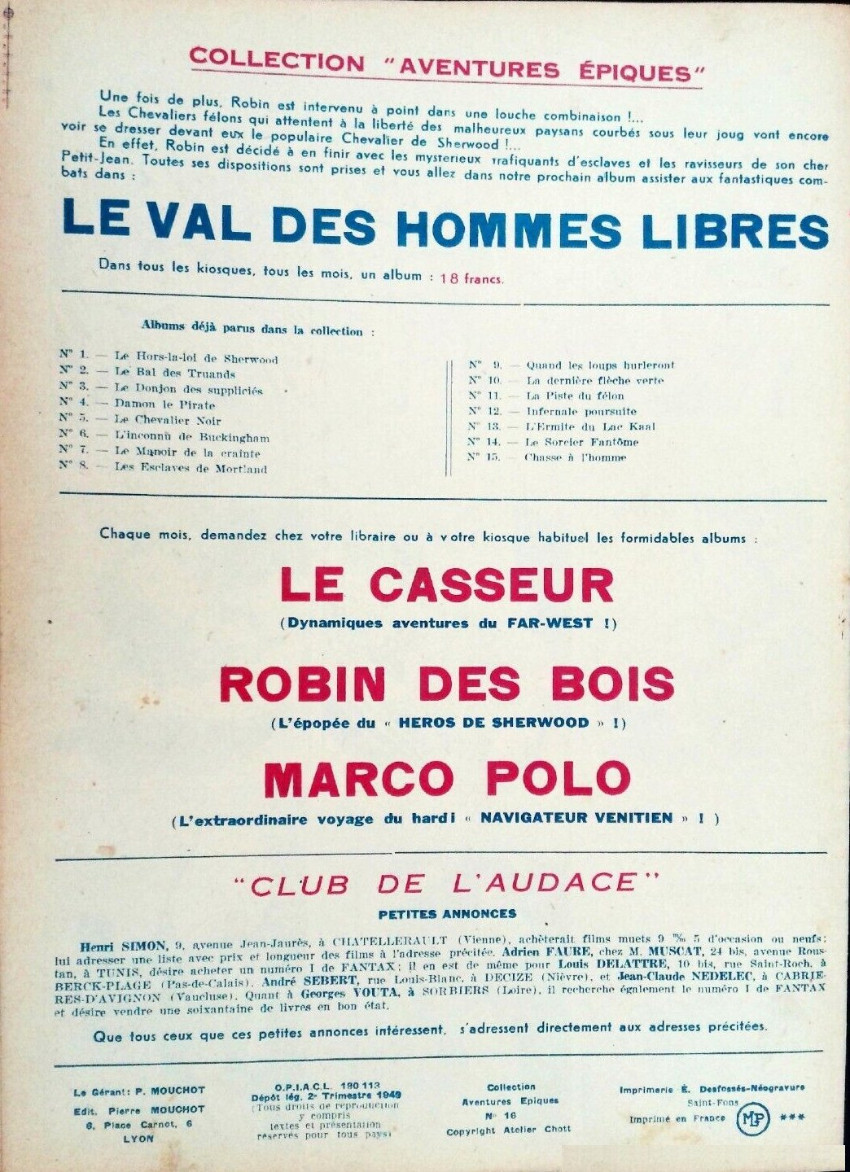 COLLECTION "AVENTURES ÉPIQUES"
Une fois de plus, Robin est intervenu à point dans une louche combinaison !...
Les Chevaliers félons qui attentent à la liberté des malheureux paysans courbés sous leur joug vont encore
voir se dresser devant eux le populaire Chevalier de Sherwood !...
En effet, Robin est décidé à en finir avec les mysterieux trafiquants d'esclaves et les ravisseurs de son cher
Petit-Jean. Toutes ses dispositions sont prises et vous allez dans notre prochain album assister aux fantastiques com-
bats dans :
LE VAL DES HOMMES LIBRES
Dans tous les kiosques, tous les mois, un album : 18 francs.
Albums déjà parus dans la collection :
N° 1. — Le Hors-la-loi de Sherwood
N° 2. — Le Bal des Truands
N° 3. — Le Donjon des suppliciés
N° 4. — Damon le Pirate
N° 5. — Le Chevalier Noir
N° 6. — L'inconnu de Buckingham
N° 7. — Le Manoir de la crainte
N° 8. — Les Esclaves de Mortland
N° 9. — Quand les loups hurleront
N° 10. — La dernière flèche verte
N° 11. — La Piste du félon
N° 12. — Infernale poursuite
N° 13. — L'Ermite du Lac Kaal
N° 14. — Le Sorcier Fantôme
N° 15. — Chasse à l'homme
Chaque mois, demandez chez votre libraire ou à votre kiosque habituel les formidables albums :
LE CASSEUR
(Dynamiques aventures du FAR-WEST !)
ROBIN DES BOIS
(L'épopée du « HEROS DE SHERWOOD » !)
MARCO POLO
(L'extraordinaire voyage du hardi « NAVIGATEUR VENITIEN » ! )
"CLUB DE L'AUDACE"
PETITES ANNONCES
Henri SIMON, 9, avenue Jean-Jaurès, à CHATELLERAULT (Vienne), achèterait films muets 9 ‰ 5 d'occasion ou neufs;
lui adresser une liste avec prix et longueur des films à l'adresse précitée. Adrien FAURE, chez M. MUSCAT, 24 bis, avenue Rous-
tan, à TUNIS, désire acheter un numéro 1 de FANTAX; il en est de même pour Louis DELATTRE, 10 bis, rue Saint-Roch, à
BERCK-PLAGE (Pas-de-Calais). André SEBERT, rue Louis-Blanc, à DECIZE (Nièvre), et Jean-Claude NEDELEC, à CABRIE-
RES-D'AVIGNON (Vaucluse). Quant à Georges VOUTA, à SORBIERS (Loire), il recherche également le numéro 1 de FANTAX
et désire vendre une soixantaine de livres en bon état.
Que tous ceux que ces petites annonces intéressent, s'adressent directement aux adresses précitées.
Le Gérant: P. MOUCHOT
Edit. Pierre MOUCHOT
6, Place Carnot, 6
LYON
O.P.I.A.C.L. 190 113
Dépôt lég. 2e Trimestre 1949
(Tous droits de reproduction
y compris
textes et présentation
réservés pour tous pays)
Collection
Aventures Epiques
N° 16
Copyright Atelier Chott
Imprimerie É. Desfossés-Néogravure
Saint-Fons
Imprimé en France MP ***